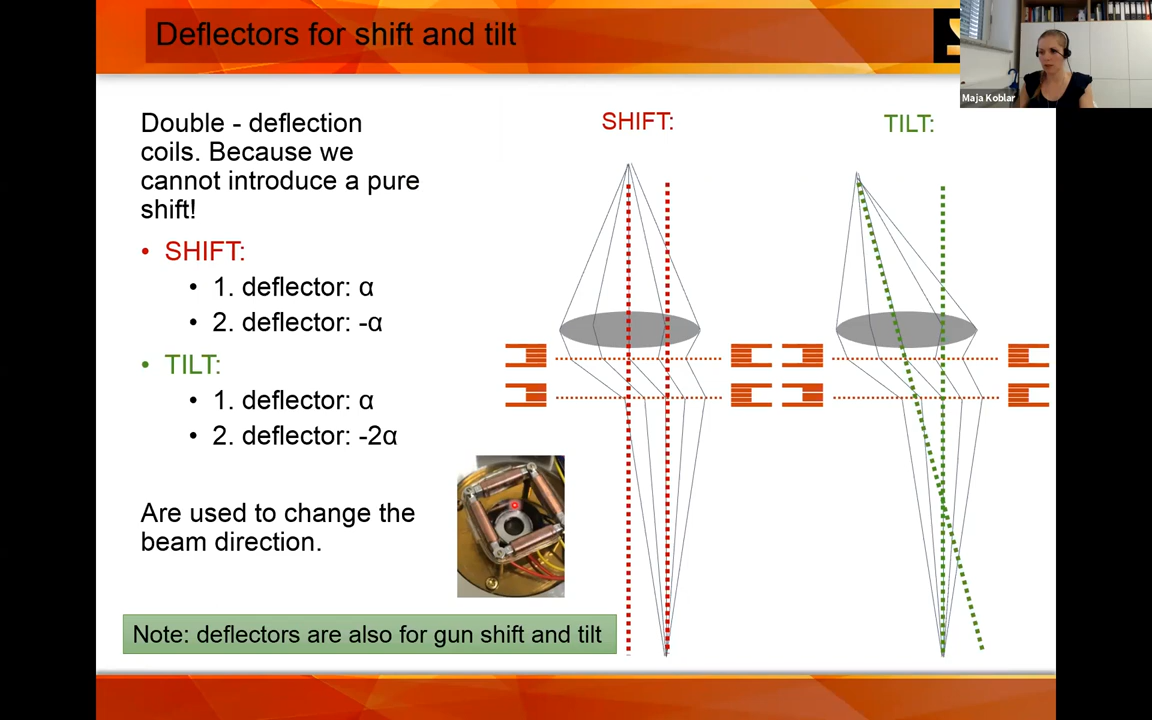 Deflectors for shift and tilt
Maja Koblar
Double - deflection
coils. Because we
cannot introduce a pure
shift!
• SHIFT:
• 1. deflector: α
• 2. deflector: -α
• TILT:
• 1. deflector: α
• 2. deflector: -2α
Are used to change the
beam direction.
Note: deflectors are also for gun shift and tilt
SHIFT:
TILT: